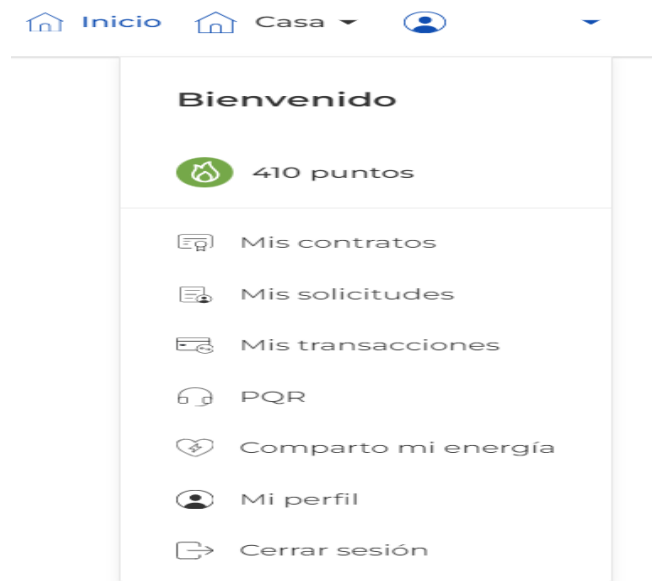 Inicio Casa
Bienvenido
410 puntos
Mis contratos
Mis solicitudes
Mis transacciones
PQR
Comparto mi energía
Mi perfil
Cerrar sesión